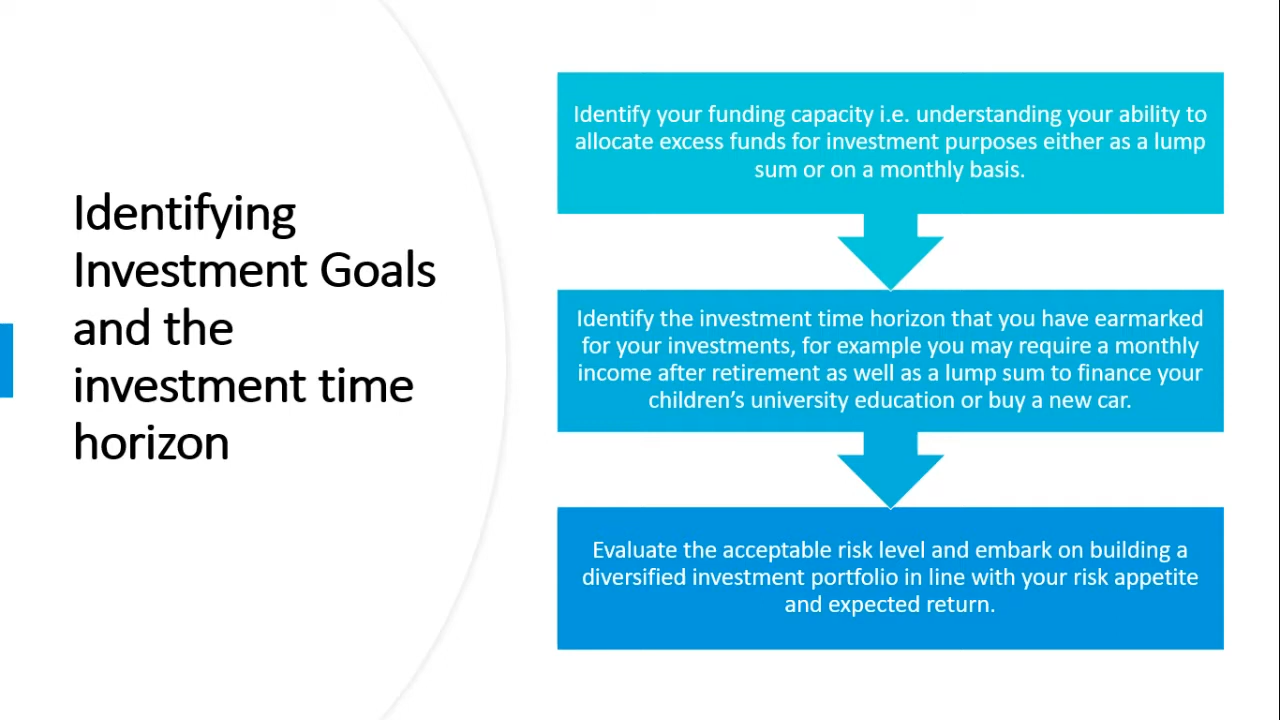 Identifying
Investment Goals
and the
investment time
horizon
Identify your funding capacity i.e. understanding your ability to
allocate excess funds for investment purposes either as a lump
sum or on a monthly basis.
Identify the investment time horizon that you have earmarked
for your investments, for example you may require a monthly
income after retirement as well as a lump sum to finance your
children’s university education or buy a new car.
Evaluate the acceptable risk level and embark on building a
diversified investment portfolio in line with your risk appetite
and expected return.